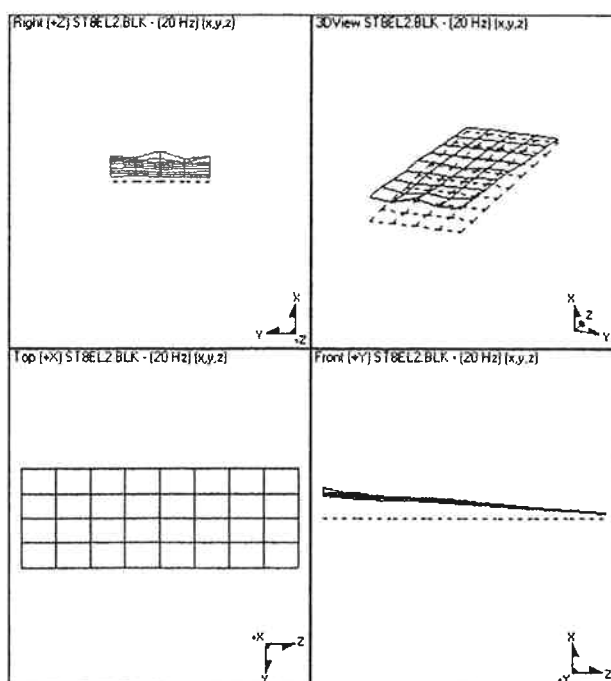 Right (+Z) ST8EL2.BLK - (20 Hz) (x,y,z)
3DView ST8EL2.BLK - (20 Hz) (x,y,z)
X
Y
+Z
X
Z
Y
Top (+X) ST8EL2.BLK - (20 Hz) (x,y,z)
Front (+Y) ST8EL2.BLK - (20 Hz) (x,y,z)
+X
Z
Y
X
+Y
Z